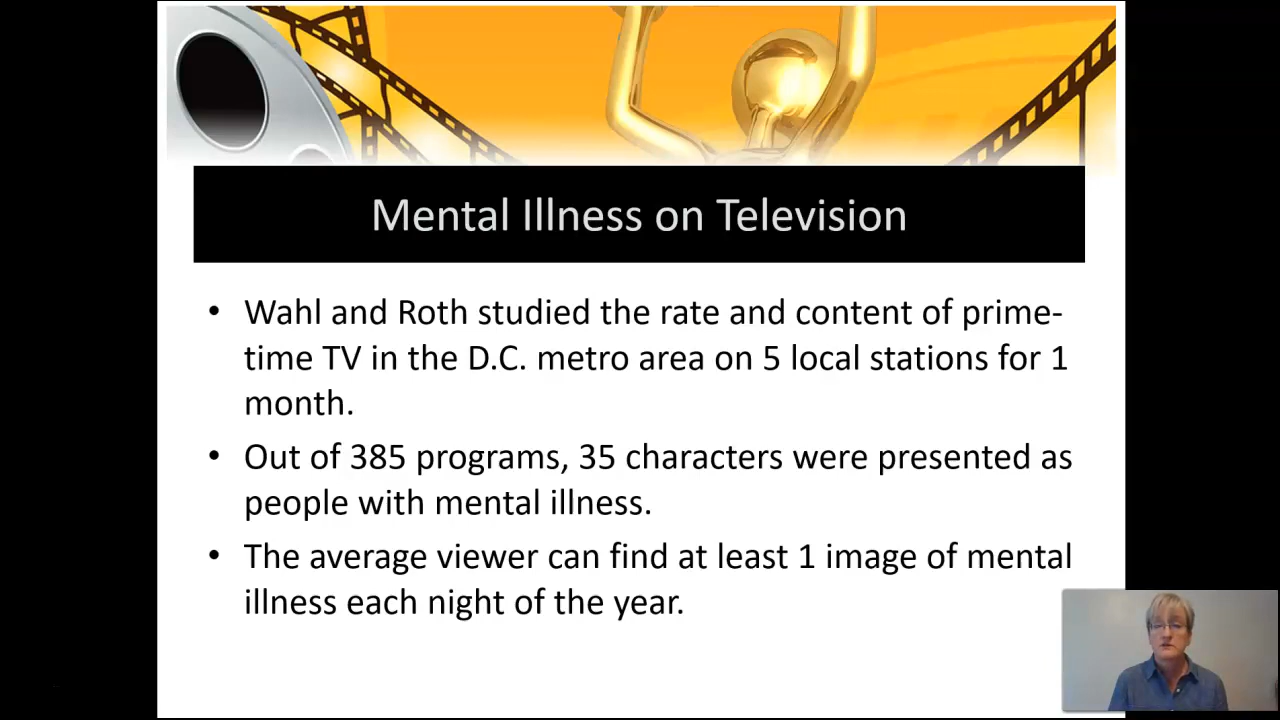 Mental Illness on Television
• Wahl and Roth studied the rate and content of prime-
time TV in the D.C. metro area on 5 local stations for 1
month.
• Out of 385 programs, 35 characters were presented as
people with mental illness.
• The average viewer can find at least 1 image of mental
illness each night of the year.